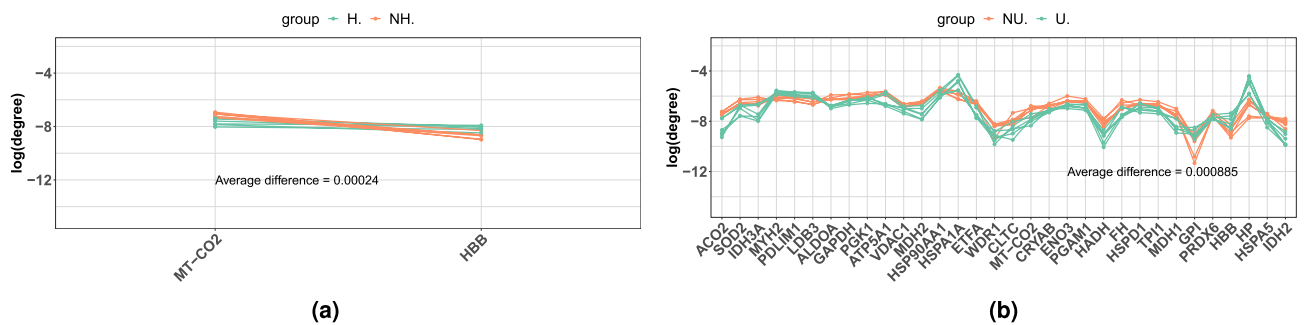 group H. NH.
log(degree)
−4
−8
−12
Average difference = 0.00024
MT−CO2
HBB
(a)
group NU. U.
log(degree)
−4
−8
−12
Average difference = 0.000885
ACO2
SOD2
IDH3A
MYH2
PDLIM1
LDB3
ALDOA
GAPDH
PGK1
ATP5A1
VDAC1
MDH2
HSP90AA1
HSPA1A
ETFA
WDR1
CLTC
MT−CO2
CRYAB
ENO3
PGAM1
HADH
FH
HSPD1
TPI1
MDH1
GPI
PRDX6
HBB
HP
HSPA5
IDH2
(b)